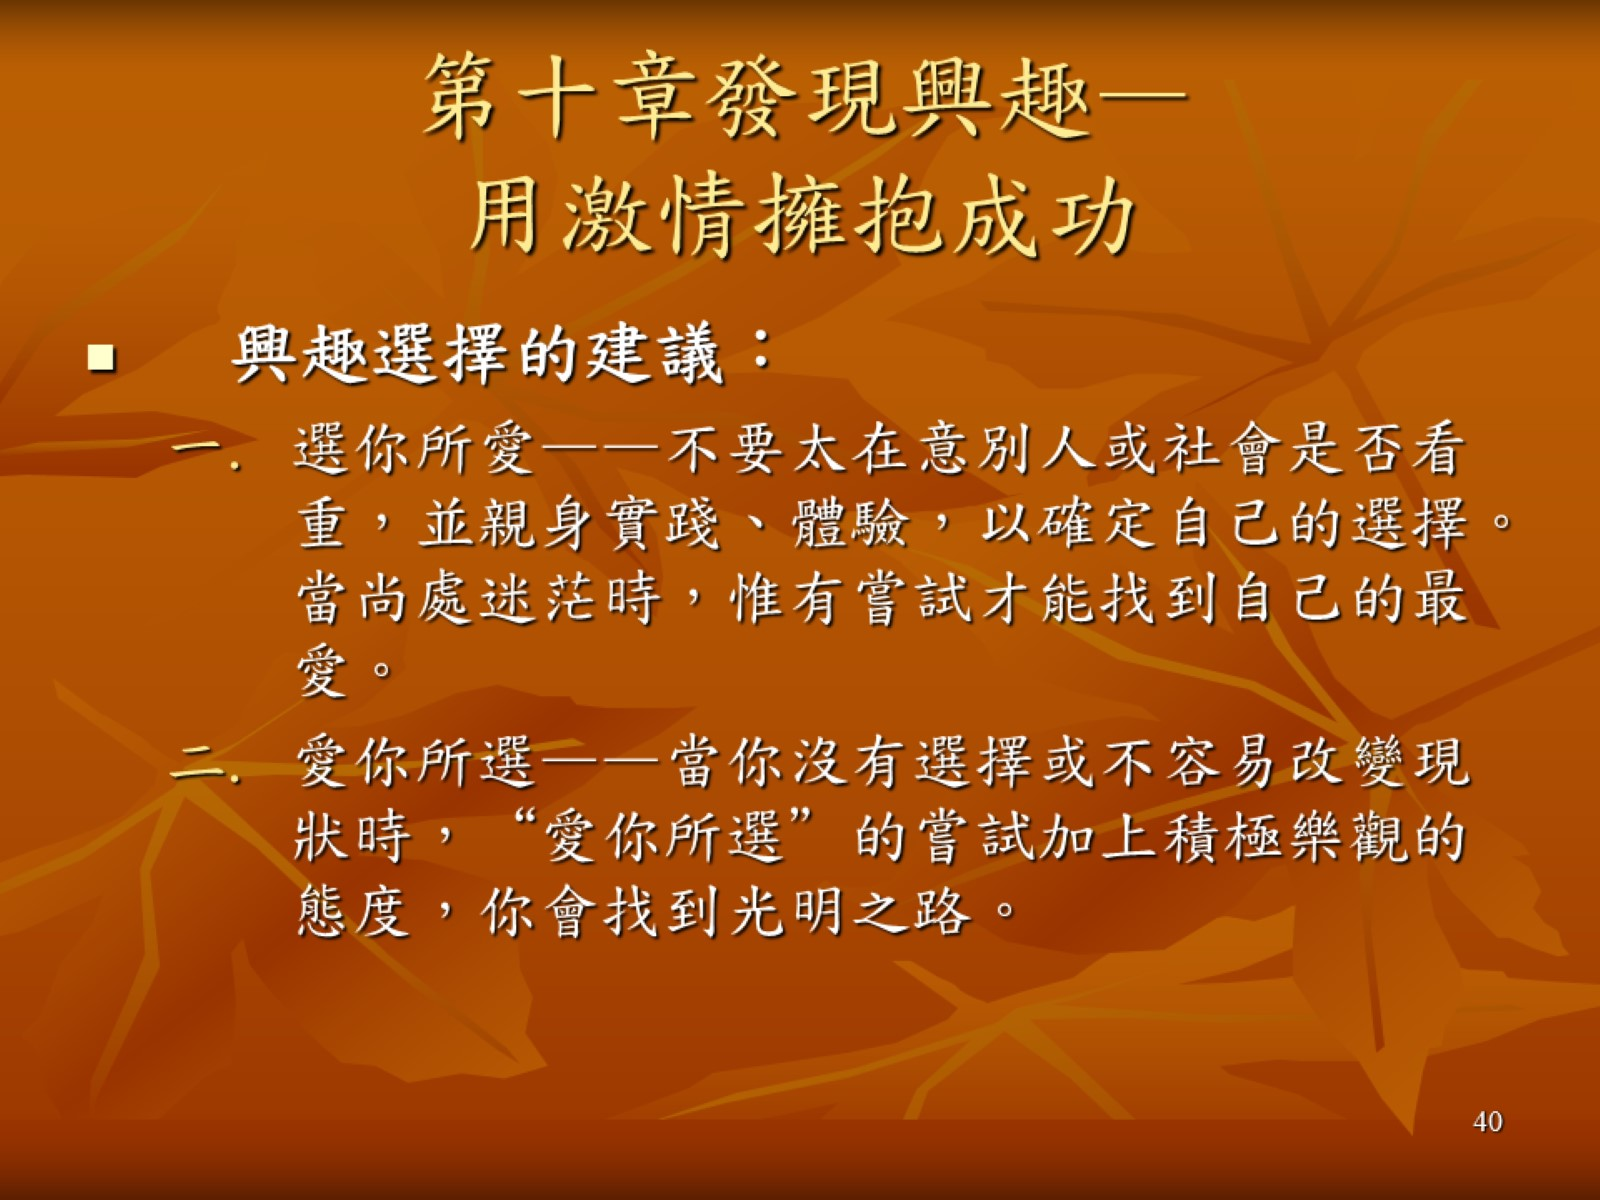 第十章發現興趣—
用激情擁抱成功
興趣選擇的建議：
一. 選你所愛——不要太在意別人或社會是否看
重，並親身實踐、體驗，以確定自己的選擇。
當尚處迷茫時，惟有嘗試才能找到自己的最
愛。
二. 愛你所選——當你沒有選擇或不容易改變現
狀時，“愛你所選”的嘗試加上積極樂觀的
態度，你會找到光明之路。
40